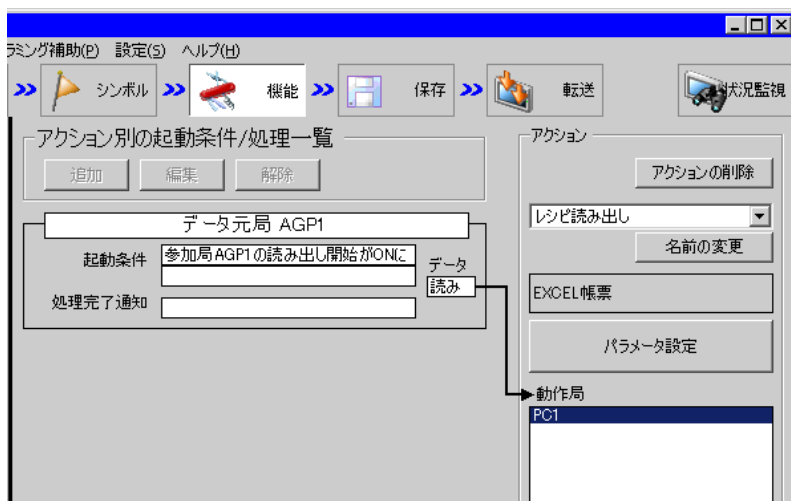 ラミング補助(P) 設定(S) ヘルプ(H)
シンボル 機能 保存 転送 状況監視
アクション別の起動条件/処理一覧
追加 編集 解除
データ元局 AGP1
起動条件 参加局AGP1の読み出し開始がONに
データ
読み
処理完了通知
アクション
アクションの削除
レシピ読み出し
名前の変更
EXCEL帳票
パラメータ設定
動作局
PC1